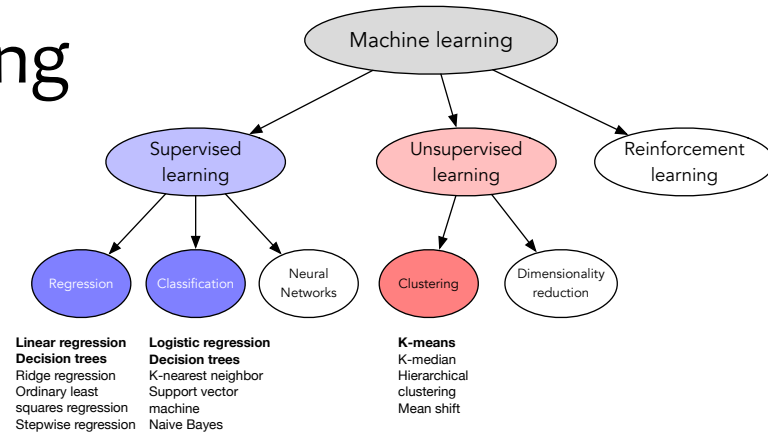 ng
Machine learning
Supervised
learning
Unsupervised
learning
Reinforcement
learning
Regression
Classification
Neural
Networks
Clustering
Dimensionality
reduction
Linear regression
Decision trees
Ridge regression
Ordinary least
squares regression
Stepwise regression
Logistic regression
Decision trees
K-nearest neighbor
Support vector
machine
Naive Bayes
K-means
K-median
Hierarchical
clustering
Mean shift